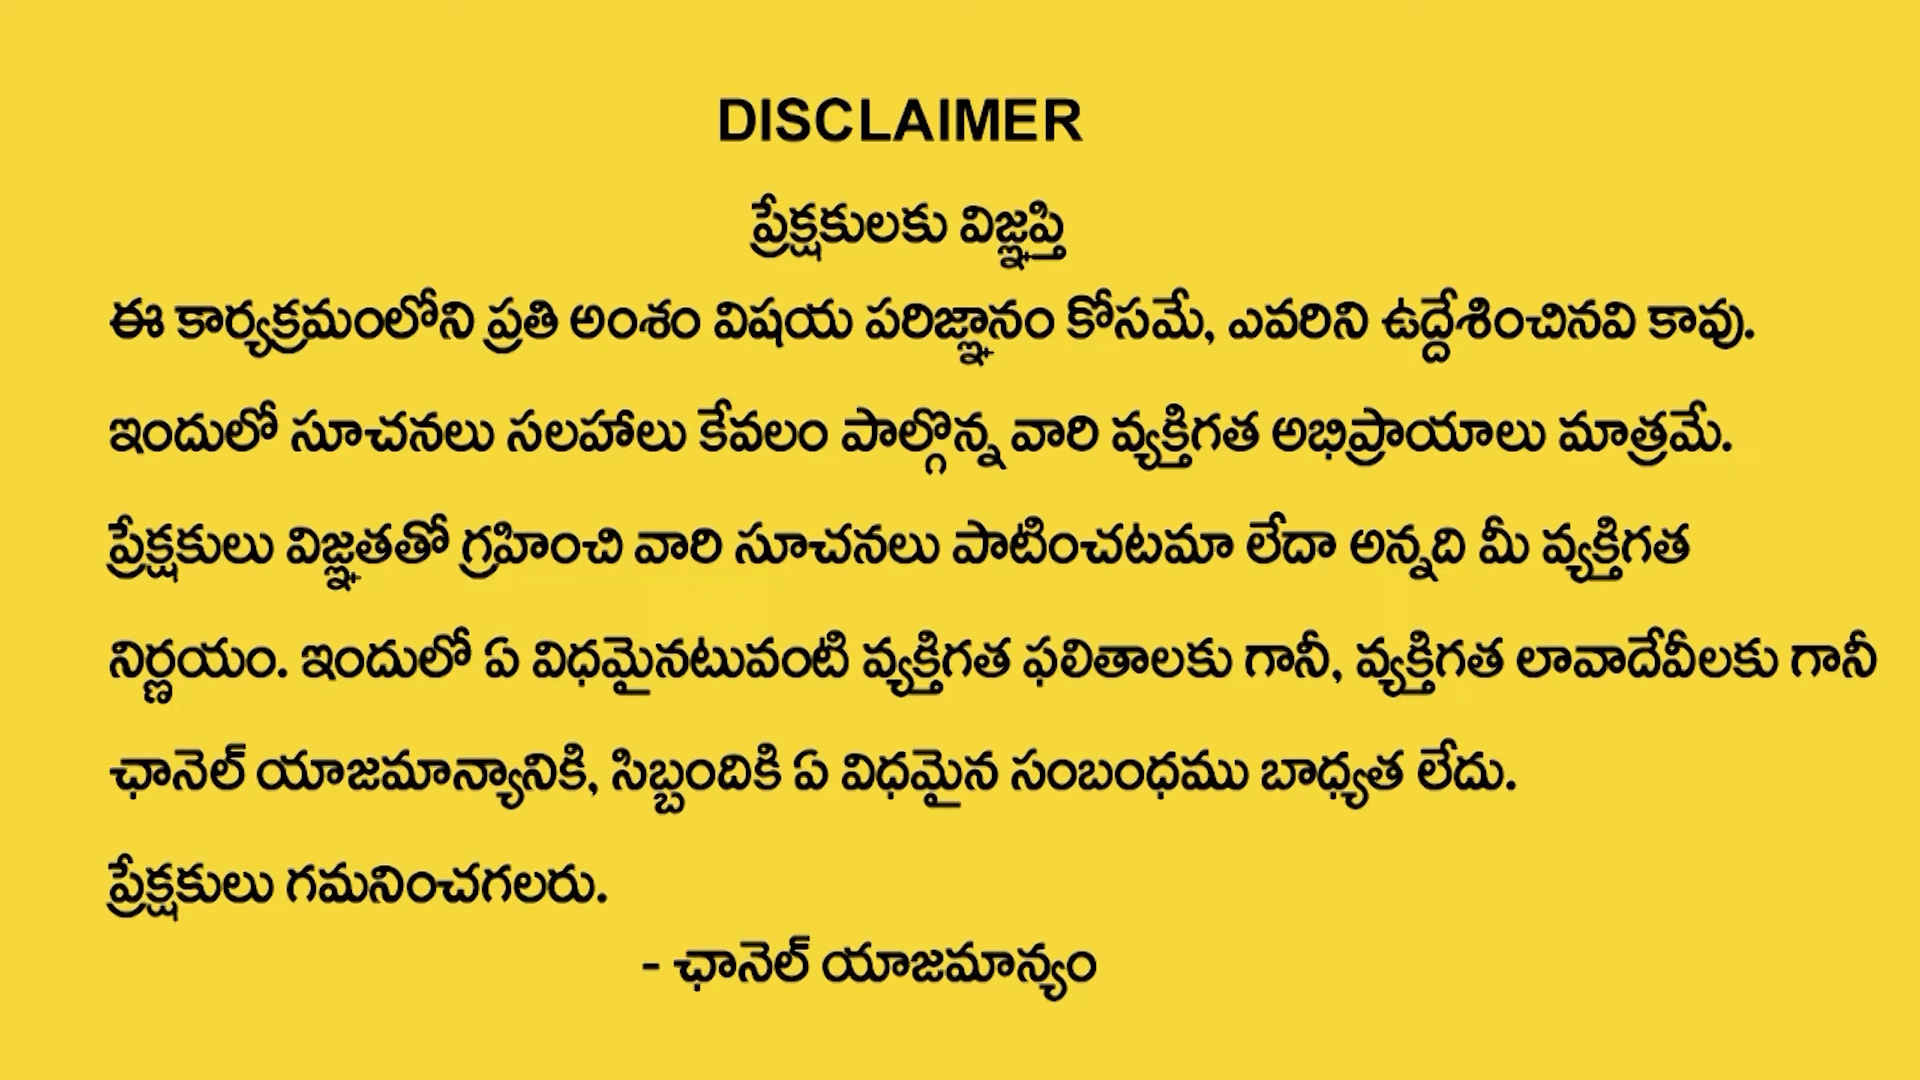 DISCLAIMER
ప్రేక్షకులకు విజ్ఞప్తి
ఈ కార్యక్రమంలోని ప్రతి అంశం విషయ పరిజ్ఞానం కోసమే, ఎవరిని ఉద్దేశించినవి కావు.
ఇందులో సూచనలు సలహాలు కేవలం పాల్గొన్న వారి వ్యక్తిగత అభిప్రాయాలు మాత్రమే.
ప్రేక్షకులు విజ్ఞతతో గ్రహించి వారి సూచనలు పాటించటమా లేదా అన్నది మీ వ్యక్తిగత
నిర్ణయం. ఇందులో ఏ విధమైనటువంటి వ్యక్తిగత ఫలితాలకు గానీ, వ్యక్తిగత లావాదేవీలకు గానీ
ఛానెల్ యాజమాన్యానికి, సిబ్బందికి ఏ విధమైన సంబంధము బాధ్యత లేదు.
ప్రేక్షకులు గమనించగలరు.
- ఛానెల్ యాజమాన్యం